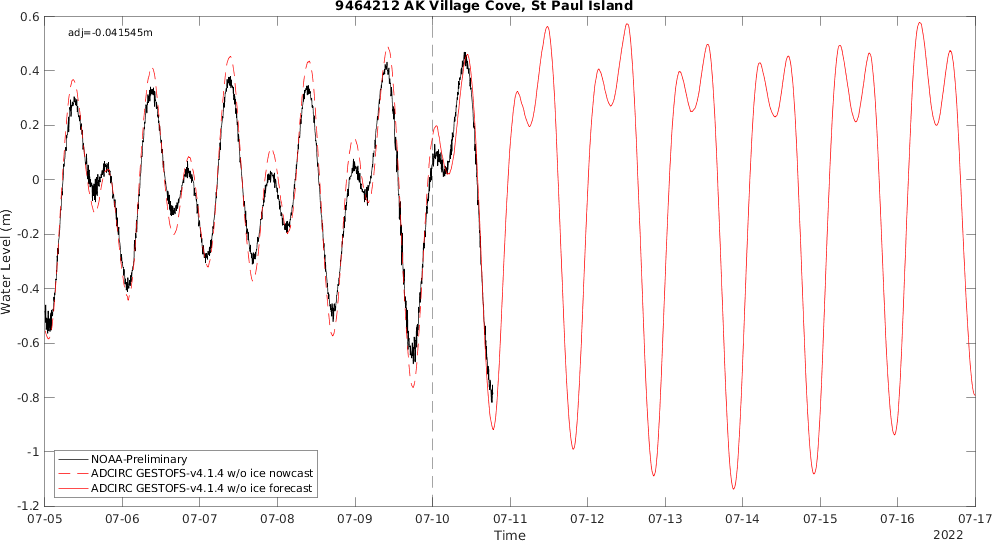 9464212 AK Village Cove, St Paul Island
adj=-0.041545m
0.6
0.4
0.2
0
-0.2
-0.4
-0.6
-0.8
-1
-1.2
Water Level (m)
NOAA-Preliminary
ADCIRC GESTOFS-v4.1.4 w/o ice nowcast
ADCIRC GESTOFS-v4.1.4 w/o ice forecast
07-05 07-06 07-07 07-08 07-09 07-10 07-11 07-12 07-13 07-14 07-15 07-16 07-17
Time
2022